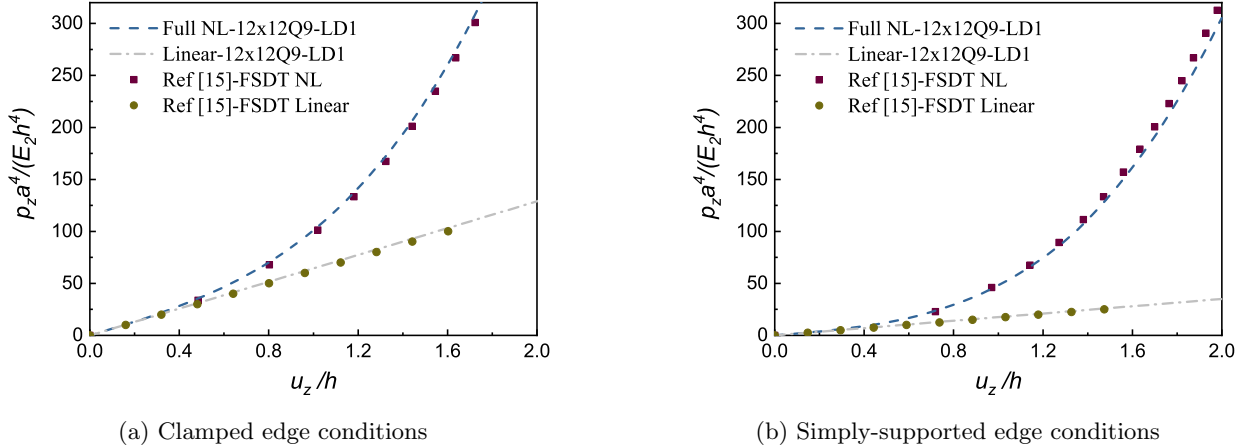 300
250
200
150
100
50
0
p_z a^4/(E_2h^4)
Full NL-12x12Q9-LD1
Linear-12x12Q9-LD1
Ref [15]-FSDT NL
Ref [15]-FSDT Linear
0.0 0.4 0.8 1.2 1.6 2.0
u_z /h
(a) Clamped edge conditions
300
250
200
150
100
50
0
p_z a^4/(E_2h^4)
Full NL-12x12Q9-LD1
Linear-12x12Q9-LD1
Ref [15]-FSDT NL
Ref [15]-FSDT Linear
0.0 0.4 0.8 1.2 1.6 2.0
u_z /h
(b) Simply-supported edge conditions